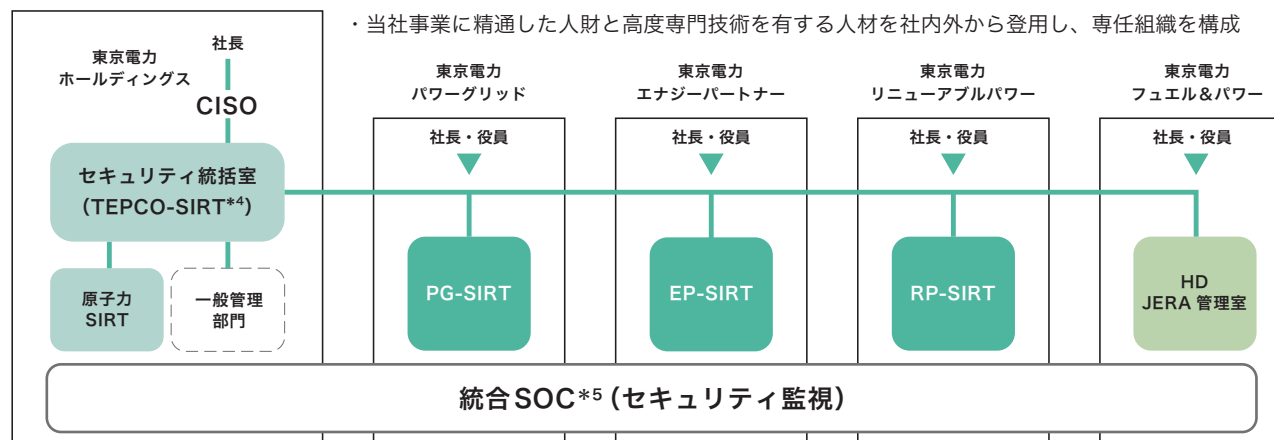 ・当社事業に精通した人財と高度専門技術を有する人材を社内外から登用し、専任組織を構成
東京電力
ホールディングス
社長
CISO
セキュリティ統括室
（TEPCO-SIRT*4）
原子力
SIRT
一般管理
部門
東京電力
パワーグリッド
社長・役員
PG-SIRT
東京電力
エナジーパートナー
社長・役員
EP-SIRT
東京電力
リニューアブルパワー
社長・役員
RP-SIRT
東京電力
フュエル＆パワー
社長・役員
HD
JERA 管理室
統合SOC*5（セキュリティ監視）